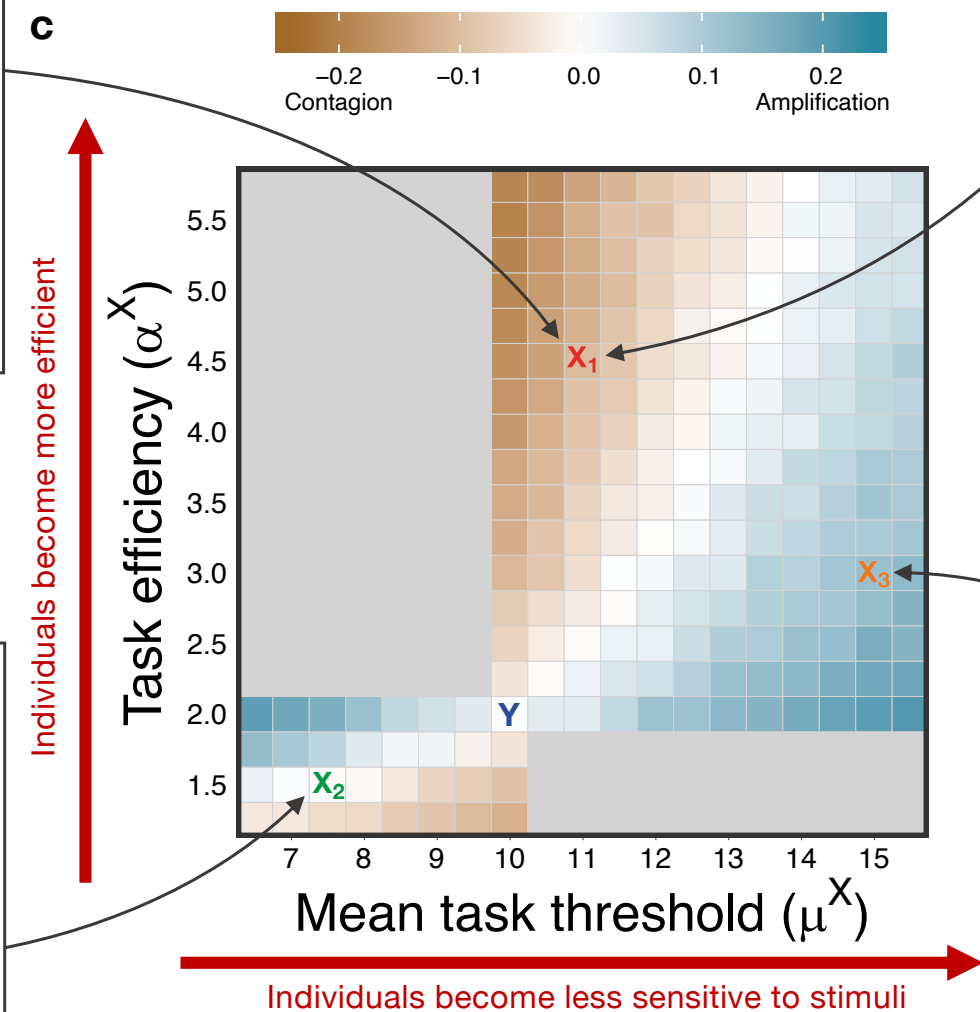 c
−0.2 −0.1 0.0 0.1 0.2
Contagion Amplification
Individuals become more efficient
Task efficiency (α^X)
5.5
5.0
4.5
4.0
3.5
3.0
2.5
2.0
1.5
X₁
X₃
Y
X₂
7 8 9 10 11 12 13 14 15
Mean task threshold (μ^X)
Individuals become less sensitive to stimuli